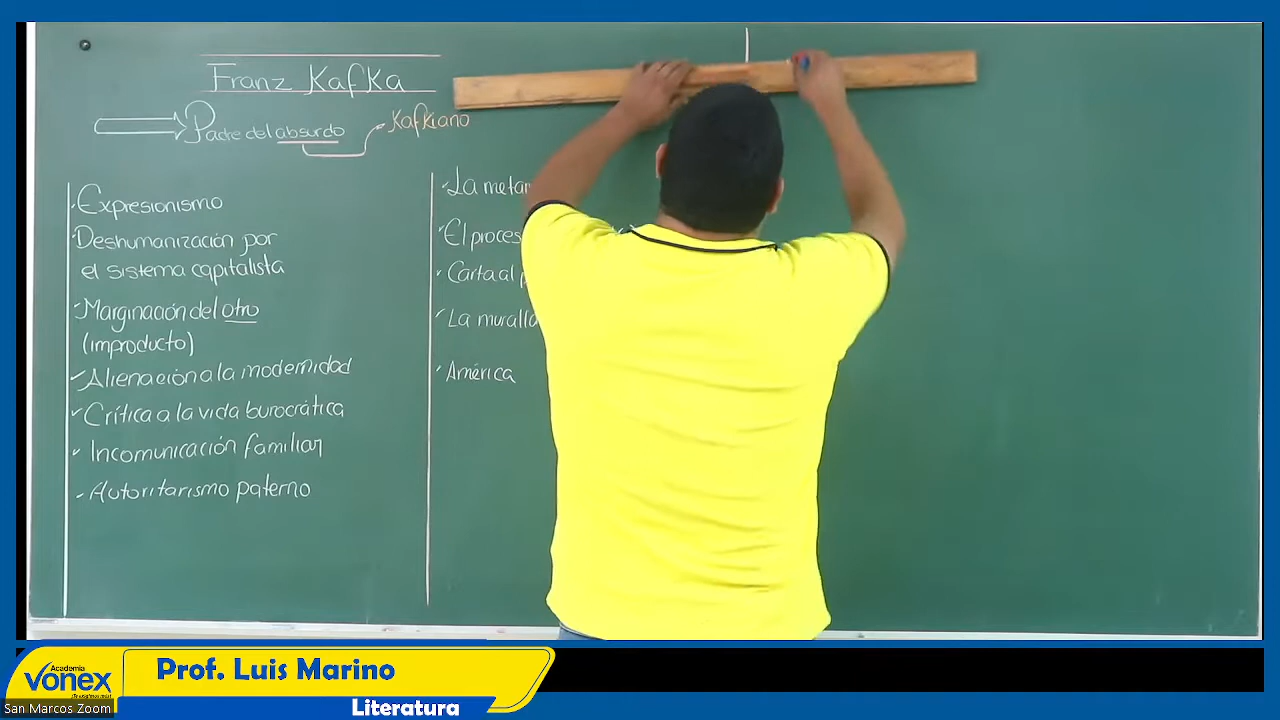 Franz Kafka
Padre del absurdo
Kafkiano
Expresionismo
Deshumanización por
el sistema capitalista
Marginación del otro
(improducto)
Alienación a la modernidad
Crítica a la vida burocrática
Incomunicación familiar
Autoritarismo paterno
La
El
Carta al
La muralla
América
Prof. Luis Marino
Literatura
Academia
vonex
San Marcos Zoom